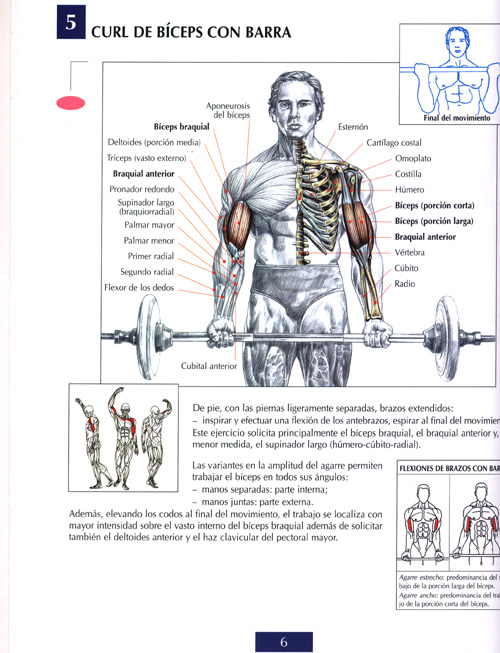 5
CURL DE BÍCEPS CON BARRA
Final del movimiento
Aponeurosis
del bíceps
Bíceps braquial
Deltoides (porción media)
Tríceps (vasto externo)
Braquial anterior
Pronador redondo
Supinador largo
(braquiorradial)
Palmar mayor
Palmar menor
Primer radial
Segundo radial
Flexor de los dedos
Cubital anterior
Esternón
Cartílago costal
Omoplato
Costilla
Húmero
Bíceps (porción corta)
Bíceps (porción larga)
Braquial anterior
Vértebra
Cúbito
Radio
De pie, con las piernas ligeramente separadas, brazos extendidos:
– inspirar y efectuar una flexión de los antebrazos, espirar al final del movimien
Este ejercicio solicita principalmente el bíceps braquial, el braquial anterior y,
menor medida, el supinador largo (húmero-cúbito-radial).
Las variantes en la amplitud del agarre permiten
trabajar el bíceps en todos sus ángulos:
– manos separadas: parte interna;
– manos juntas: parte externa.
Además, elevando los codos al final del movimiento, el trabajo se localiza con
mayor intensidad sobre el vasto interno del bíceps braquial además de solicitar
también el deltoides anterior y el haz clavicular del pectoral mayor.
FLEXIONES DE BRAZOS CON BAR
Agarre estrecho: predominancia del
bajo de la porción larga del bíceps.
Agarre ancho: predominancia del tra
jo de la porción corta del bíceps.
6